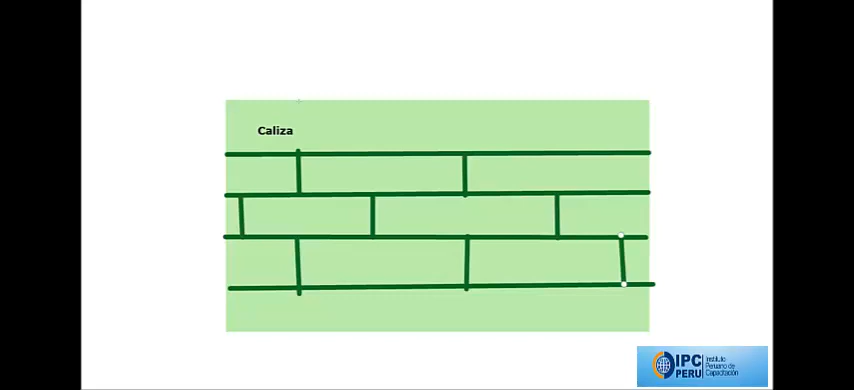 Caliza
IPC
PERU
Instituto
Peruano de
Capacitación